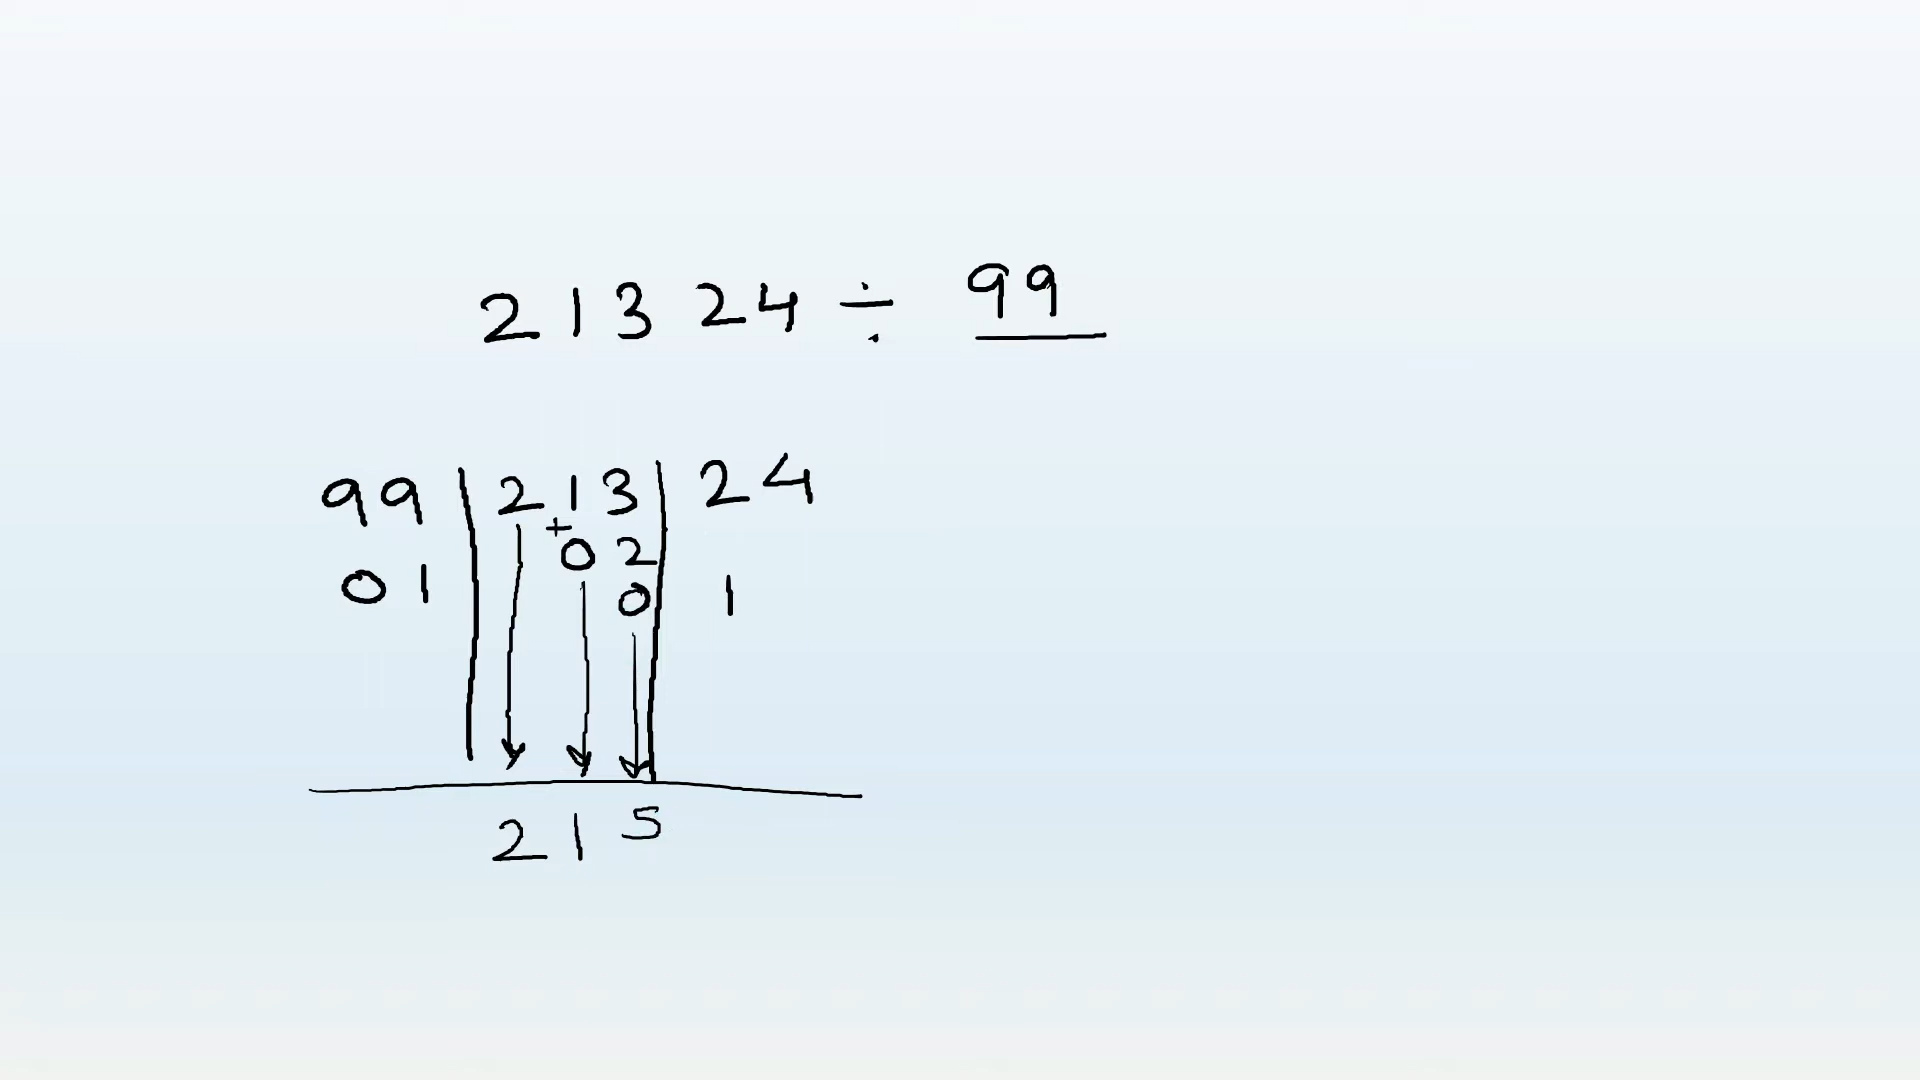 21324 ÷ 99
99 | 213 | 24
+ 02
01 | 0 | 1
215